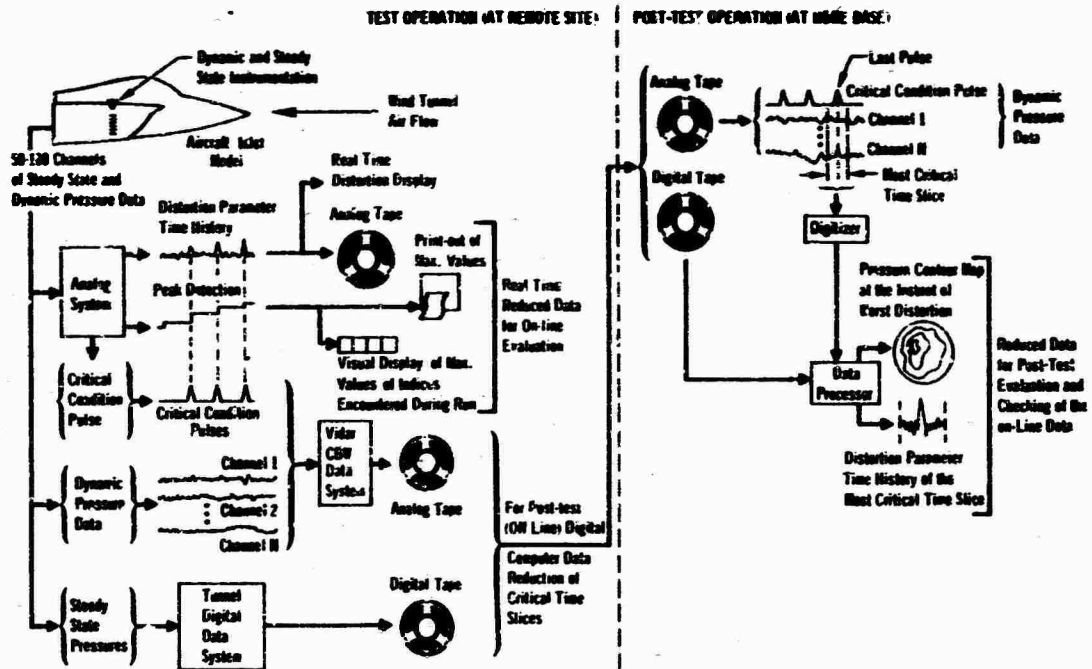 TEST OPERATION (AT REMOTE SITE)
POST-TEST OPERATION (AT HOME BASE)
Dynamic and Steady
State Instrumentation
Wind Tunnel
Air Flow
Aircraft Inlet
Model
Channels
of Steady State and
Dynamic Pressure Data
Distortion Parameter
Time History
Real Time
Distortion Display
Analog Tape
Print-out of
Max. Values
Analog
System
Peak Detection
Real Time
Reduced Data
for On-line
Evaluation
Visual Display of Max.
Values of Indices
Encountered During Run
Critical
Condition
Pulse
Critical Condition
Pulses
Dynamic
Pressure
Data
Channel 1
Channel 2
Channel N
Vidar
CBW
Data
System
Analog Tape
For Post-test
(Off Line) Digital
Computer Data
Reduction of
Critical Time
Slices
Steady
State
Pressures
Tunnel
Digital
Data
System
Digital Tape
Analog Tape
Digital Tape
Last Pulse
Critical Condition Pulse
Channel 1
Channel N
Dynamic
Pressure
Data
Most Critical
Time Slice
Digitizer
Pressure Contour Map
at the Instant of
Worst Distortion
Data
Processor
Reduced Data
for Post-Test
Evaluation and
Checking of the
on-Line Data
Distortion Parameter
Time History of the
Most Critical Time Slice